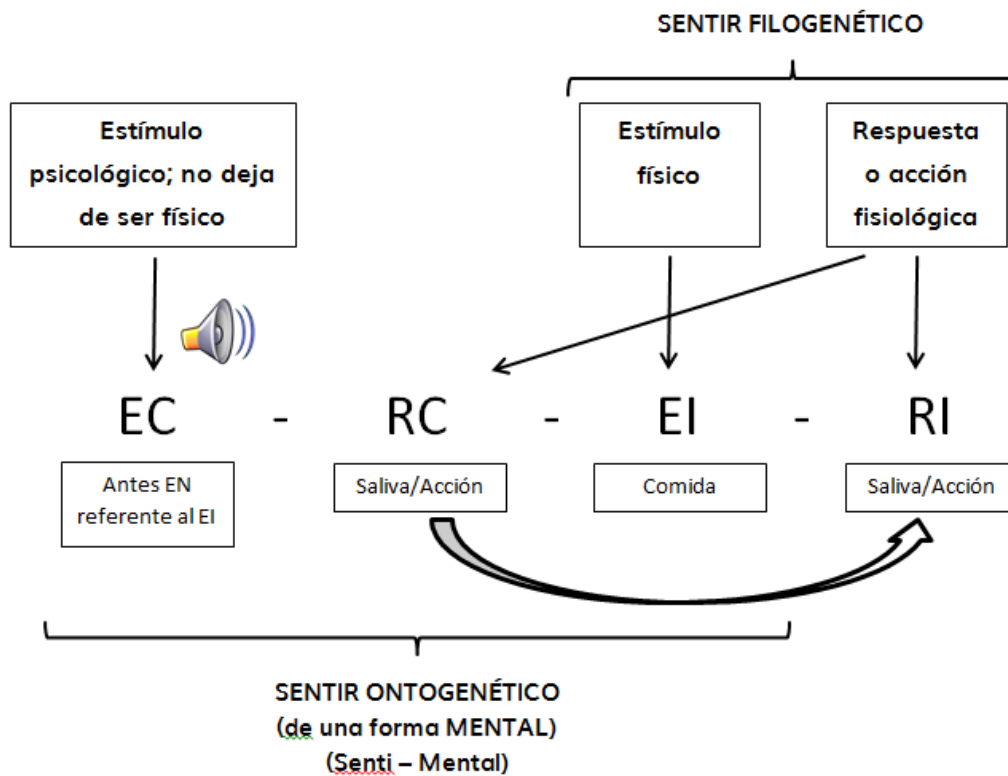 SENTIR FILOGENÉTICO
Estímulo
psicológico; no deja
de ser físico
Estímulo
físico
Respuesta
o acción
fisiológica
EC - RC - EI - RI
Antes EN
referente al EI
Saliva/Acción
Comida
Saliva/Acción
SENTIR ONTOGENÉTICO
(de una forma MENTAL)
(Senti – Mental)